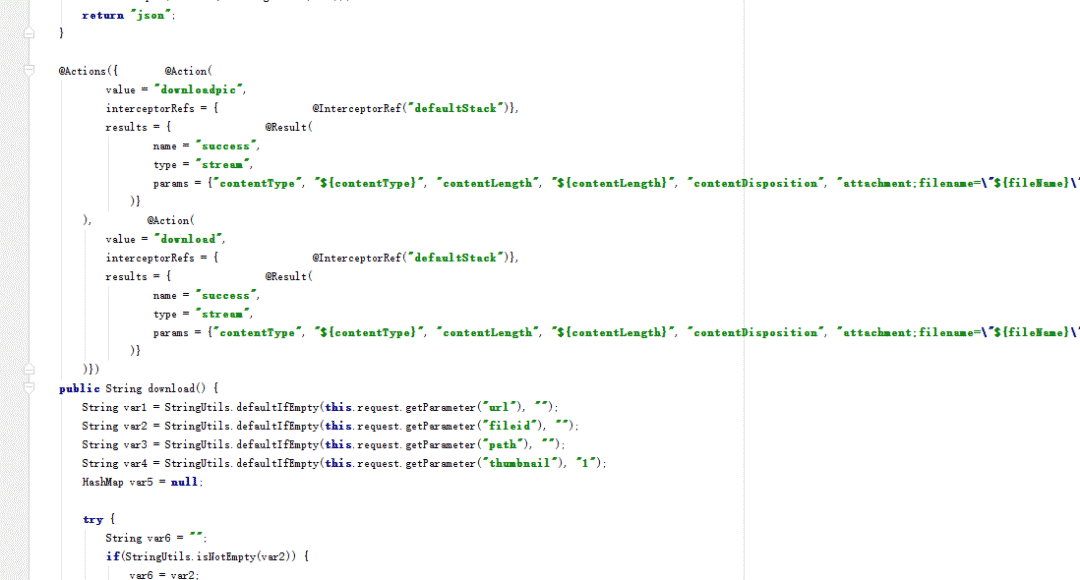 return "json";
}
@Actions({ @Action(
value = "downloadpic",
interceptorRefs = { @InterceptorRef("defaultStack")},
results = { @Result(
name = "success",
type = "stream",
params = {"contentType", "${contentType}", "contentLength", "${contentLength}", "contentDisposition", "attachment;filename=\"${fileName}\"
)}
), @Action(
value = "download",
interceptorRefs = { @InterceptorRef("defaultStack")},
results = { @Result(
name = "success",
type = "stream",
params = {"contentType", "${contentType}", "contentLength", "${contentLength}", "contentDisposition", "attachment;filename=\"${fileName}\"
)}
)})
public String download() {
String var1 = StringUtils.defaultIfEmpty(this.request.getParameter("url"), "");
String var2 = StringUtils.defaultIfEmpty(this.request.getParameter("fileid"), "");
String var3 = StringUtils.defaultIfEmpty(this.request.getParameter("path"), "");
String var4 = StringUtils.defaultIfEmpty(this.request.getParameter("thumbnail"), "1");
HashMap var5 = null;
try {
String var6 = "";
if(StringUtils.isNotEmpty(var2)) {
var6 = var2;